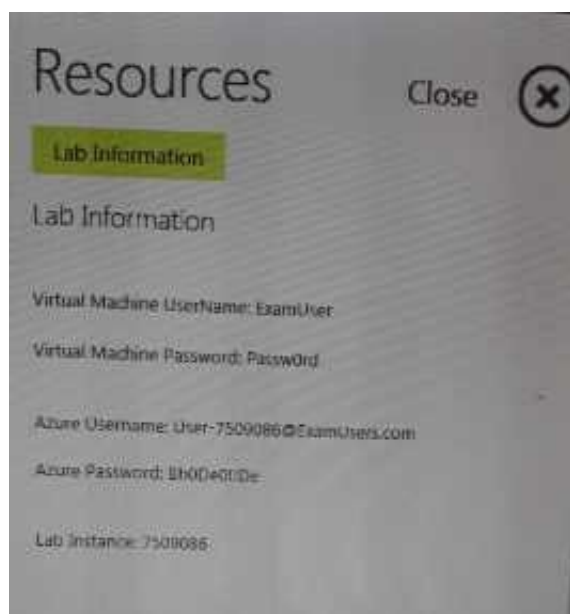 Resources
Close
Lab Information
Lab Information
Virtual Machine UserName: ExamUser
Virtual Machine Password: Passw0rd
Azure Username: User-7509086@ExamUsers.com
Azure Password:
Lab Instance: 7509086